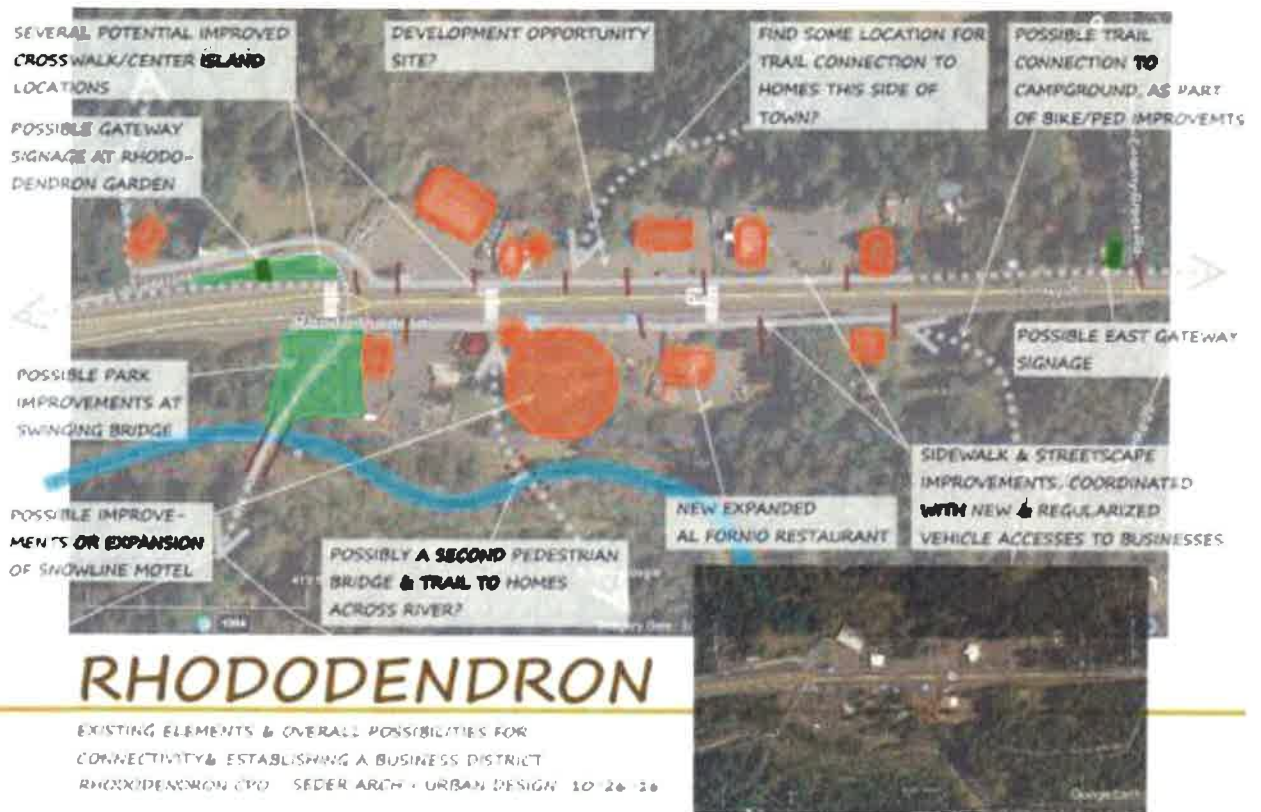 SEVERAL POTENTIAL IMPROVED
CROSSWALK/CENTER ISLAND
LOCATIONS
POSSIBLE GATEWAY
SIGNAGE AT RHODO-
DENDRON GARDEN
DEVELOPMENT OPPORTUNITY
SITE?
FIND SOME LOCATION FOR
TRAIL CONNECTION TO
HOMES THIS SIDE OF
TOWN?
POSSIBLE TRAIL
CONNECTION TO
CAMPGROUND, AS PART
OF BIKE/PED IMPROVEMTS
POSSIBLE EAST GATEWAY
SIGNAGE
POSSIBLE PARK
IMPROVEMENTS AT
SWINGING BRIDGE
SIDEWALK & STREETSCAPE
IMPROVEMENTS, COORDINATED
WITH NEW & REGULARIZED
VEHICLE ACCESSES TO BUSINESSES
NEW EXPANDED
AL FORNIO RESTAURANT
POSSIBLE IMPROVE-
MENTS OR EXPANSION
OF SNOWLINE MOTEL
POSSIBLY A SECOND PEDESTRIAN
BRIDGE & TRAIL TO HOMES
ACROSS RIVER?
1994
RHODODENDRON
EXISTING ELEMENTS & OVERALL POSSIBILITIES FOR
CONNECTIVITY& ESTABLISHING A BUSINESS DISTRICT
RHODODENDRON CPO SEDER ARCH + URBAN DESIGN 10-26-16
Google Earth